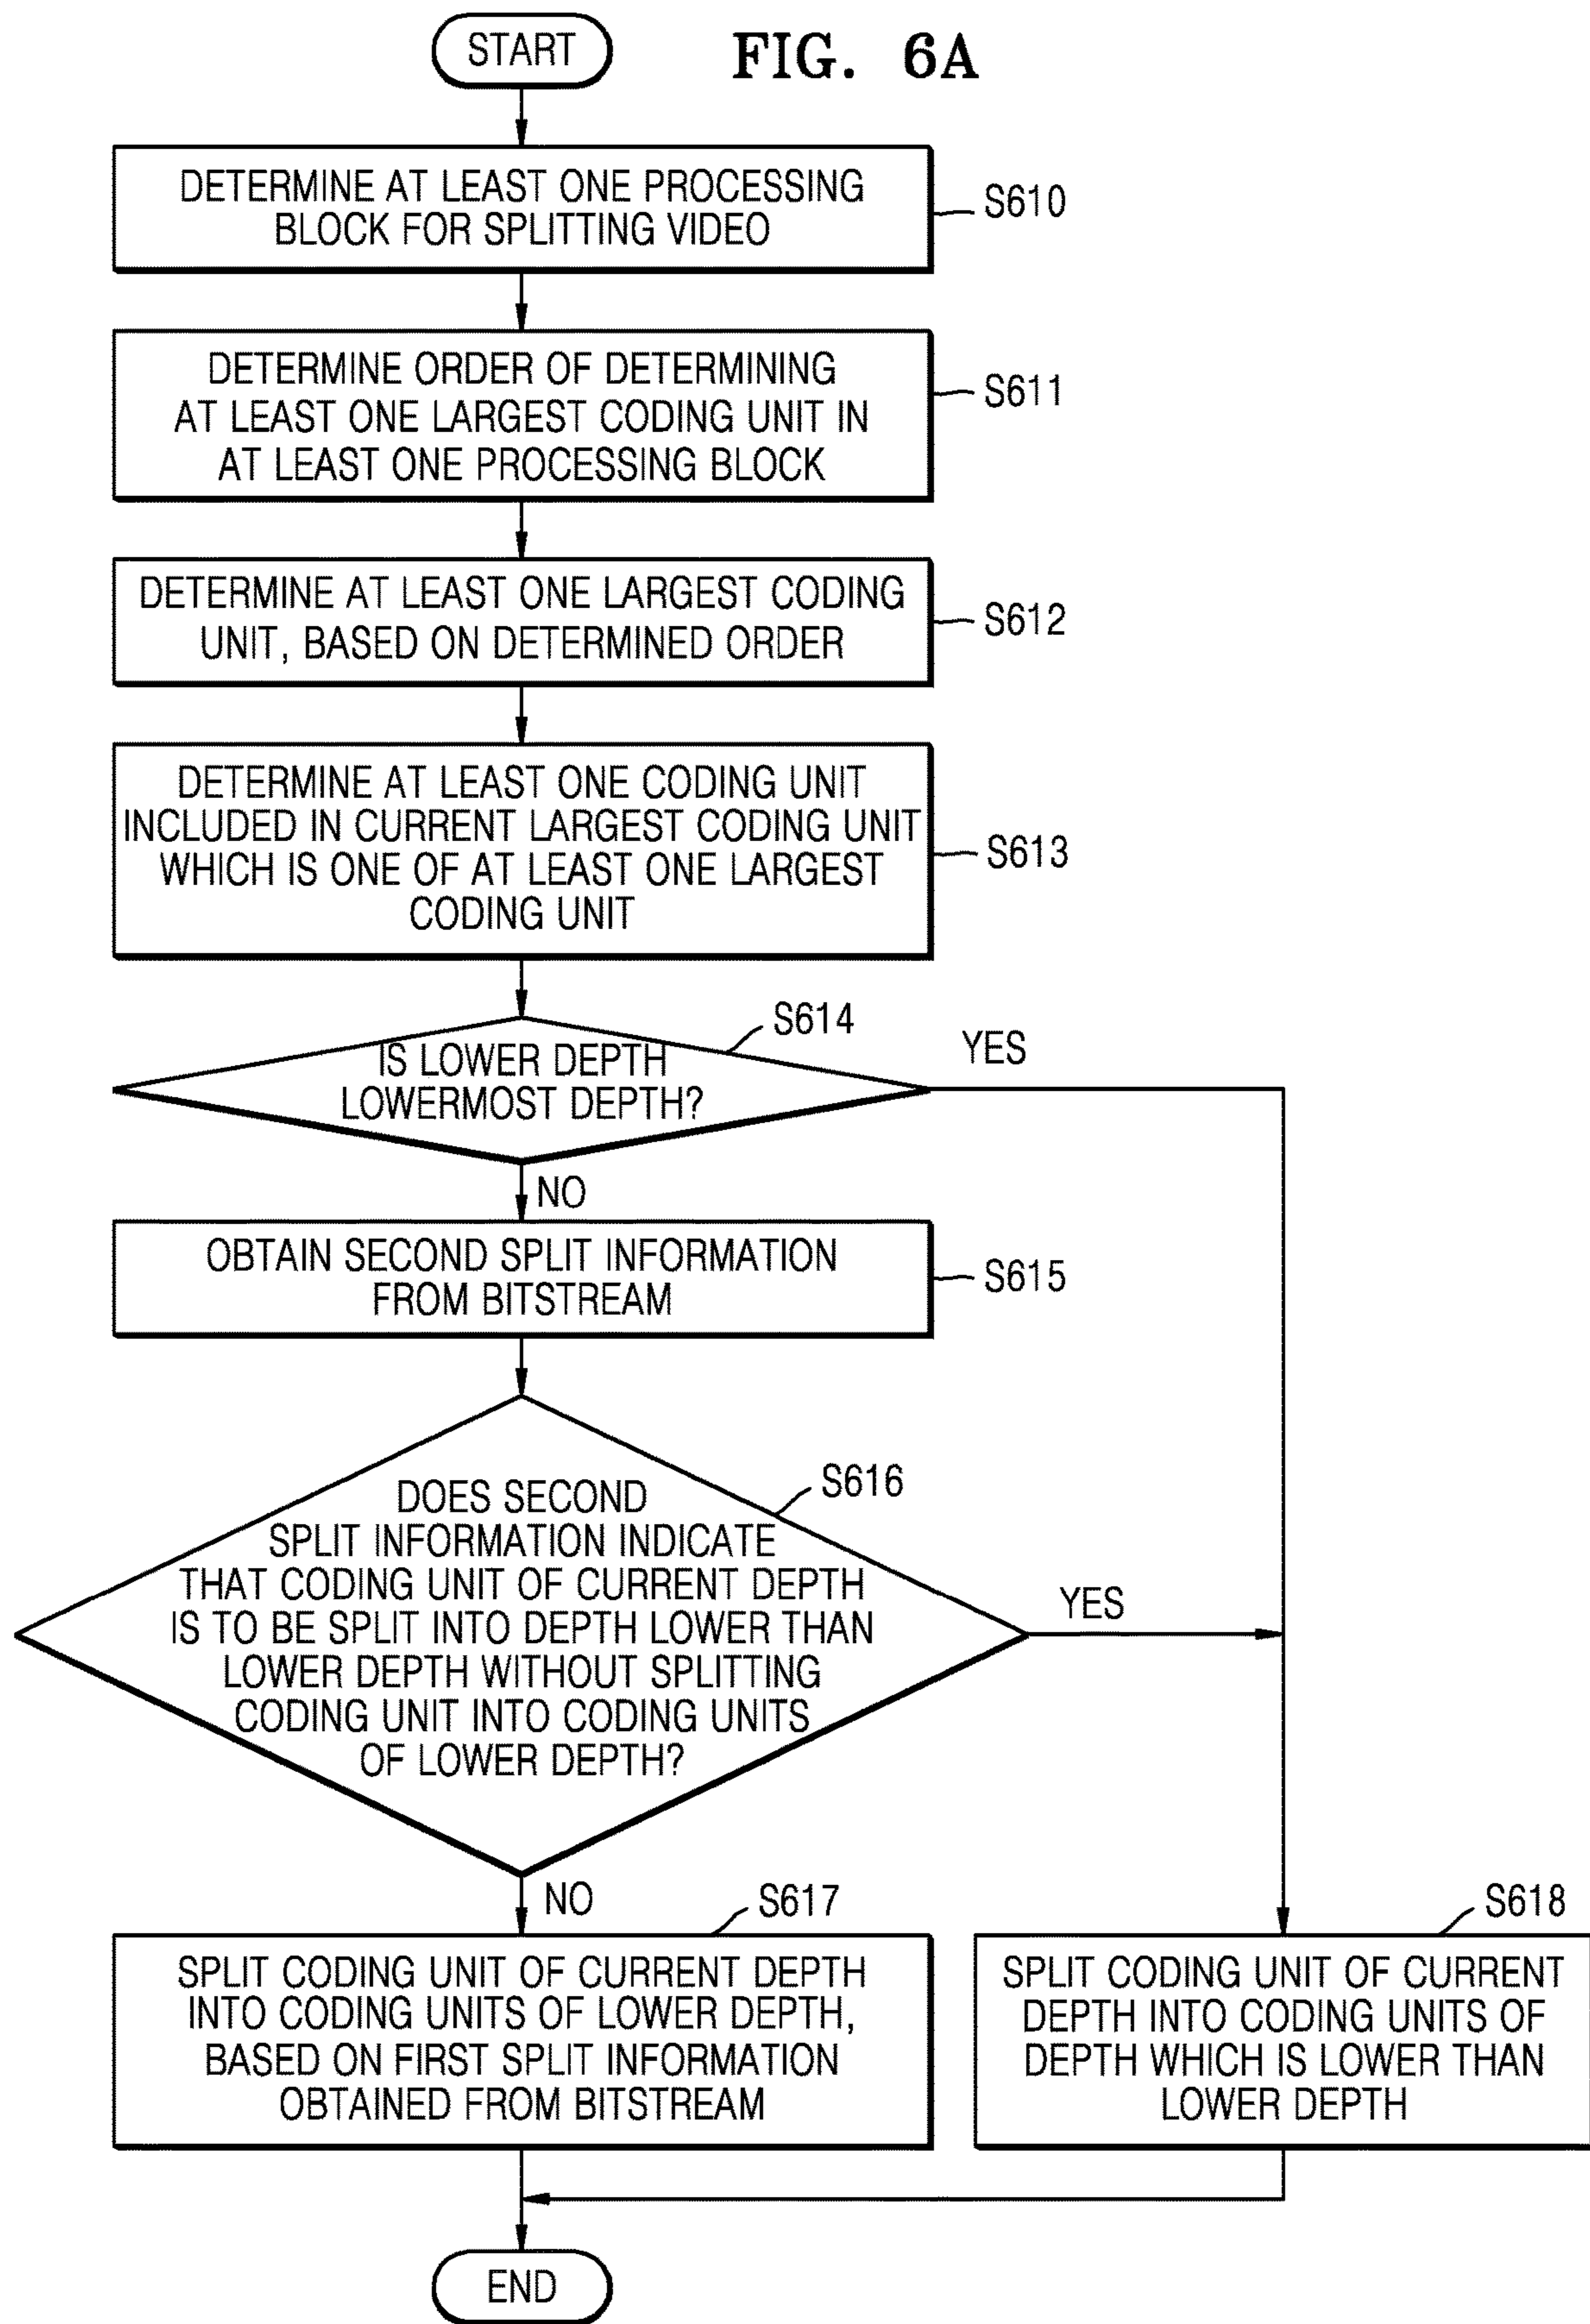 START
FIG. 6A
DETERMINE AT LEAST ONE PROCESSING
BLOCK FOR SPLITTING VIDEO
S610
DETERMINE ORDER OF DETERMINING
AT LEAST ONE LARGEST CODING UNIT IN
AT LEAST ONE PROCESSING BLOCK
S611
DETERMINE AT LEAST ONE LARGEST CODING
UNIT, BASED ON DETERMINED ORDER
S612
DETERMINE AT LEAST ONE CODING UNIT
INCLUDED IN CURRENT LARGEST CODING UNIT
WHICH IS ONE OF AT LEAST ONE LARGEST
CODING UNIT
S613
S614
IS LOWER DEPTH
LOWERMOST DEPTH?
YES
NO
OBTAIN SECOND SPLIT INFORMATION
FROM BITSTREAM
S615
S616
DOES SECOND
SPLIT INFORMATION INDICATE
THAT CODING UNIT OF CURRENT DEPTH
IS TO BE SPLIT INTO DEPTH LOWER THAN
LOWER DEPTH WITHOUT SPLITTING
CODING UNIT INTO CODING UNITS
OF LOWER DEPTH?
YES
NO
S617
SPLIT CODING UNIT OF CURRENT DEPTH
INTO CODING UNITS OF LOWER DEPTH,
BASED ON FIRST SPLIT INFORMATION
OBTAINED FROM BITSTREAM
S618
SPLIT CODING UNIT OF CURRENT
DEPTH INTO CODING UNITS OF
DEPTH WHICH IS LOWER THAN
LOWER DEPTH
END